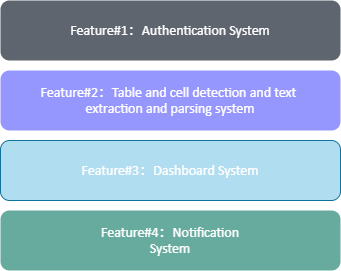 Feature#1：Authentication System
Feature#2：Table and cell detection and text
extraction and parsing system
Feature#3：Dashboard System
Feature#4：Notification
System